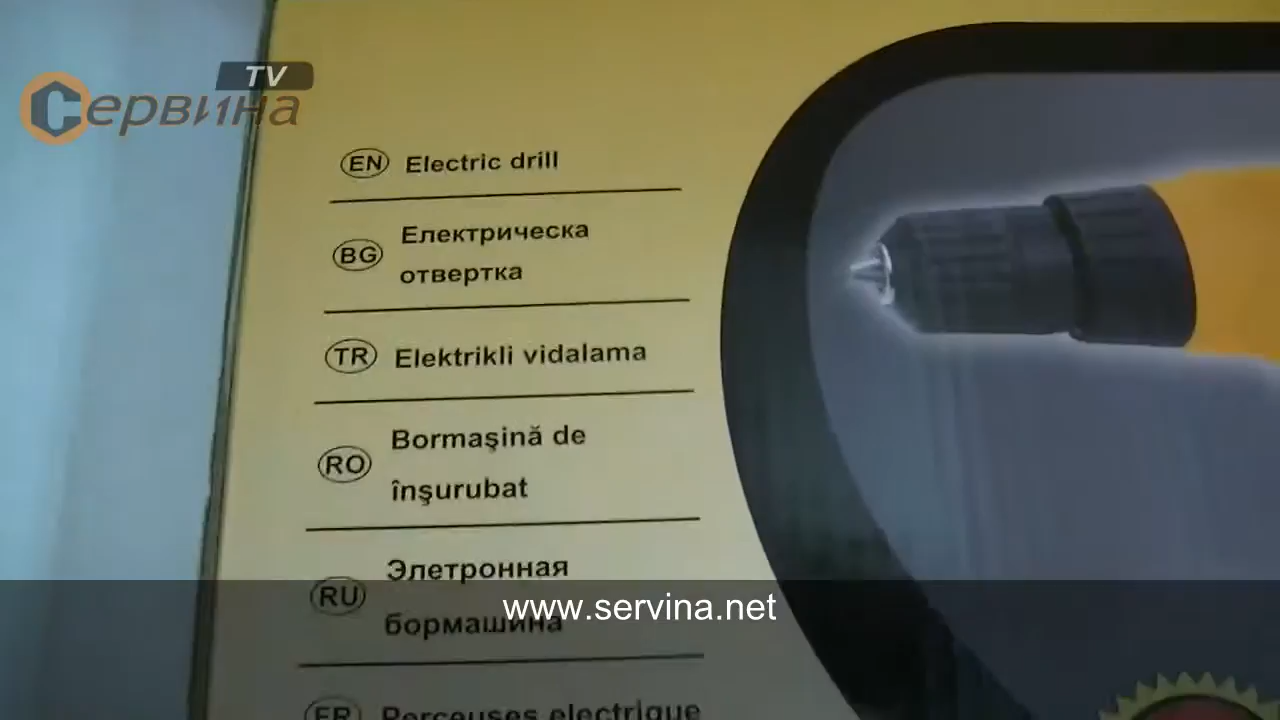 TV
Сервина
EN Electric drill
BG Електрическа
отвертка
TR Elektrikli vidalama
RO Bormaşină de
înşurubat
RU Элетронная
бормашина
www.servina.net
FR Perceuses electrique